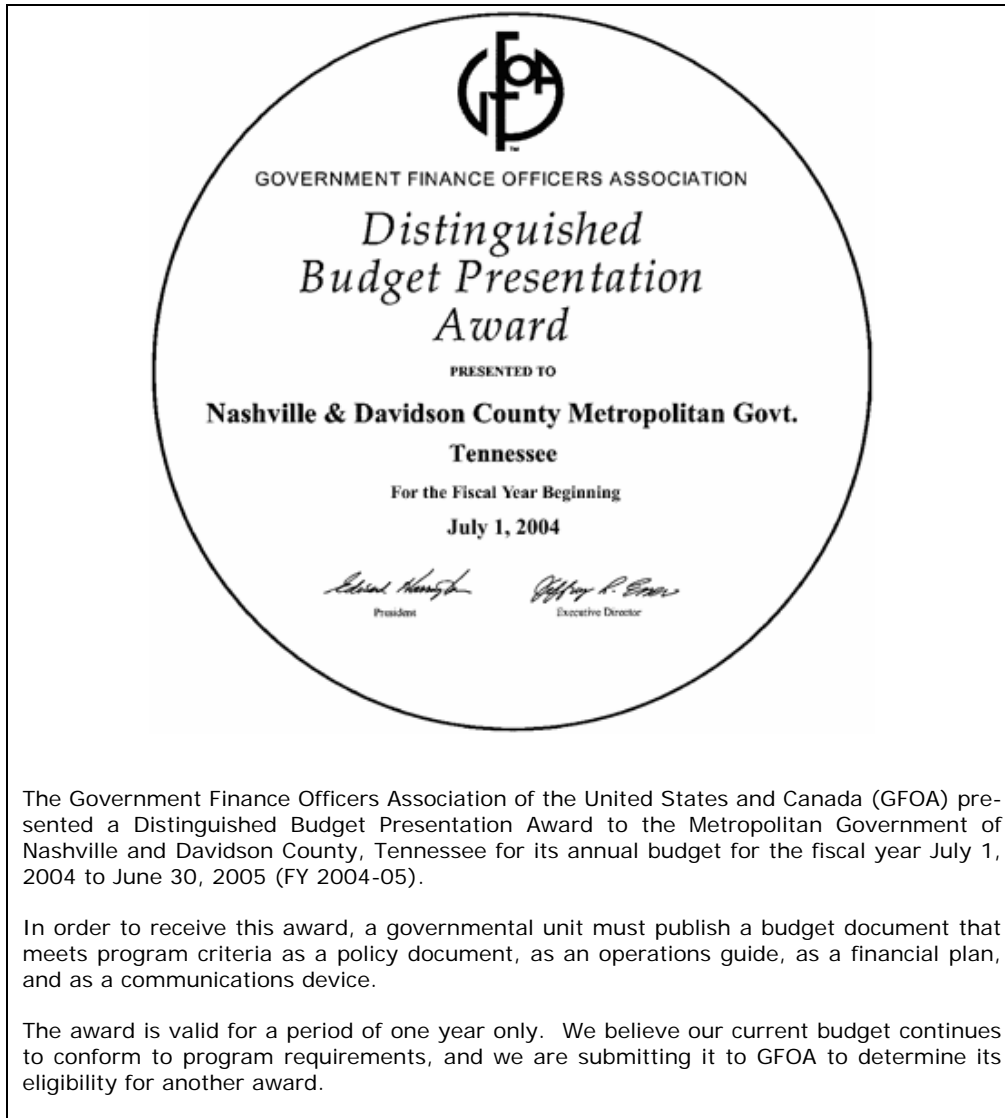 GFOA
TM
GOVERNMENT FINANCE OFFICERS ASSOCIATION
Distinguished
Budget Presentation
Award
PRESENTED TO
Nashville & Davidson County Metropolitan Govt.
Tennessee
For the Fiscal Year Beginning
July 1, 2004
President
Executive Director
The Government Finance Officers Association of the United States and Canada (GFOA) pre-
sented a Distinguished Budget Presentation Award to the Metropolitan Government of
Nashville and Davidson County, Tennessee for its annual budget for the fiscal year July 1,
2004 to June 30, 2005 (FY 2004-05).
In order to receive this award, a governmental unit must publish a budget document that
meets program criteria as a policy document, as an operations guide, as a financial plan,
and as a communications device.
The award is valid for a period of one year only. We believe our current budget continues
to conform to program requirements, and we are submitting it to GFOA to determine its
eligibility for another award.